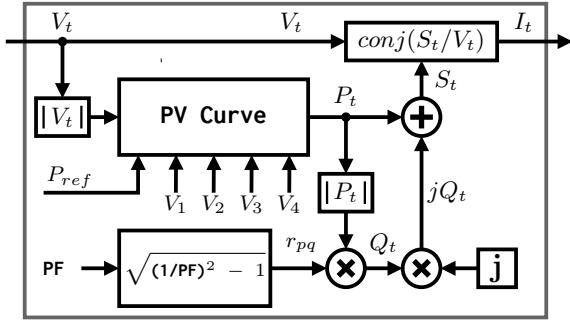 V_t V_t conj(S_t/V_t) I_t
S_t
|V_t| PV Curve P_t +
P_ref V_1 V_2 V_3 V_4 |P_t| jQ_t
PF √((1/PF)² - 1) r_pq × Q_t × j